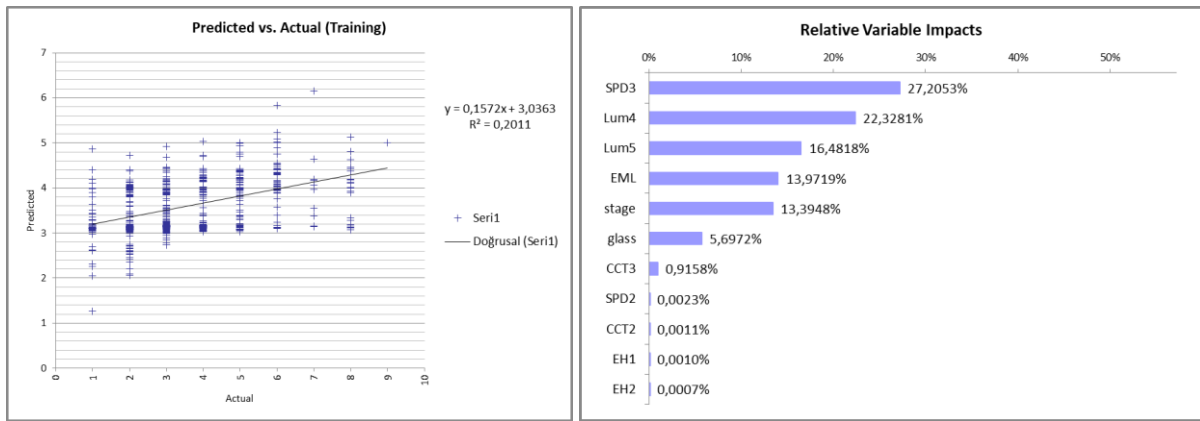 Predicted vs. Actual (Training)
7
6
5
4
3
2
1
0
Predicted
0
1
2
3
4
5
6
7
8
9
10
Actual
y = 0,1572x + 3,0363
R² = 0,2011
Seri1
Doğrusal (Seri1)
Relative Variable Impacts
0%
10%
20%
30%
40%
50%
SPD3 27,2053%
Lum4 22,3281%
Lum5 16,4818%
EML 13,9719%
stage 13,3948%
glass 5,6972%
CCT3 0,9158%
SPD2 0,0023%
CCT2 0,0011%
EH1 0,0010%
EH2 0,0007%